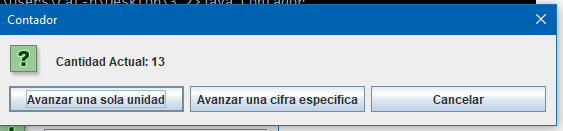 Contador
Cantidad Actual: 13
Avanzar una sola unidad
Avanzar una cifra especifica
Cancelar